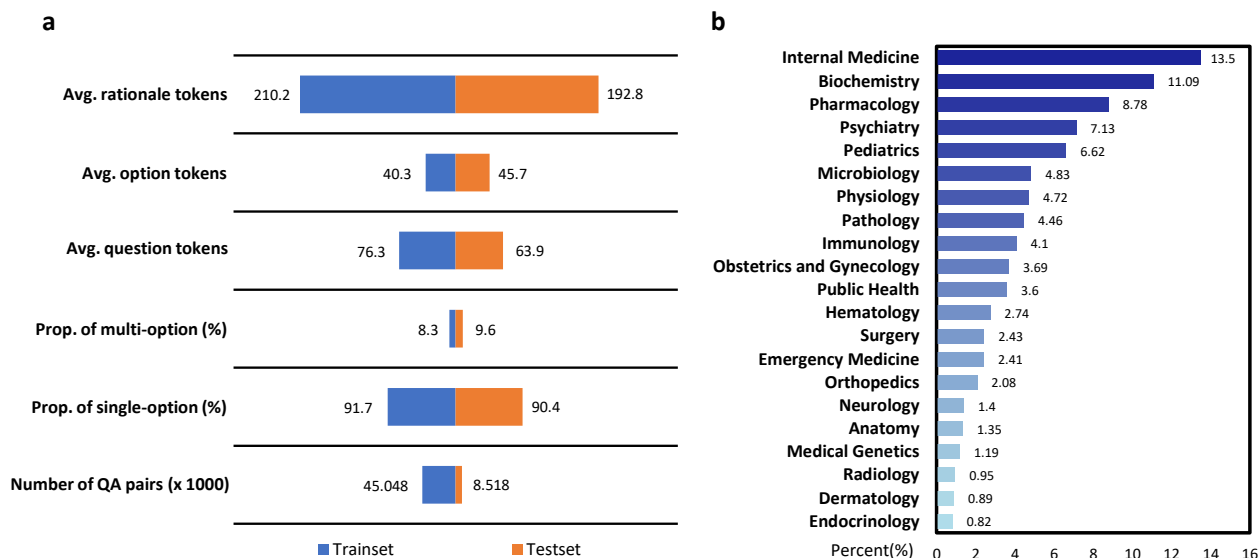 a
Avg. rationale tokens 210.2 192.8
Avg. option tokens 40.3 45.7
Avg. question tokens 76.3 63.9
Prop. of multi-option (%) 8.3 9.6
Prop. of single-option (%) 91.7 90.4
Number of QA pairs (x 1000) 45.048 8.518
Trainset Testset
b
Internal Medicine 13.5
Biochemistry 11.09
Pharmacology 8.78
Psychiatry 7.13
Pediatrics 6.62
Microbiology 4.83
Physiology 4.72
Pathology 4.46
Immunology 4.1
Obstetrics and Gynecology 3.69
Public Health 3.6
Hematology 2.74
Surgery 2.43
Emergency Medicine 2.41
Orthopedics 2.08
Neurology 1.4
Anatomy 1.35
Medical Genetics 1.19
Radiology 0.95
Dermatology 0.89
Endocrinology 0.82
Percent(%) 0 2 4 6 8 10 12 14 16